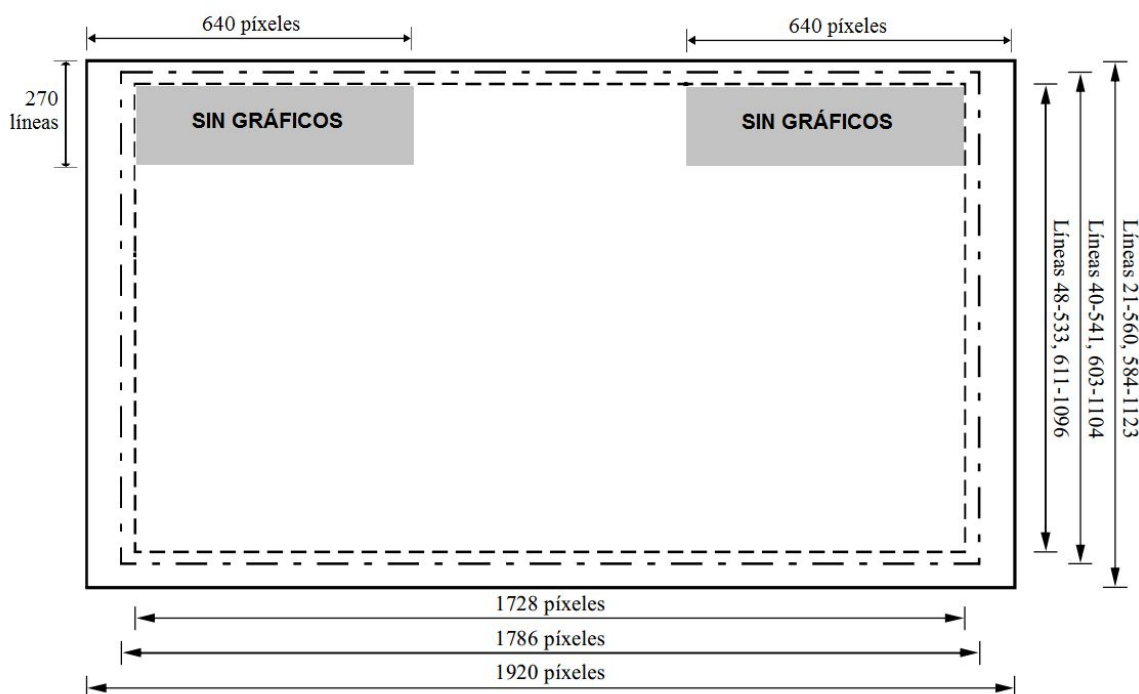 640 píxeles
640 píxeles
270
líneas
SIN GRÁFICOS
SIN GRÁFICOS
Líneas 48-533, 611-1096
Líneas 40-541, 603-1104
Líneas 21-560, 584-1123
1728 píxeles
1786 píxeles
1920 píxeles